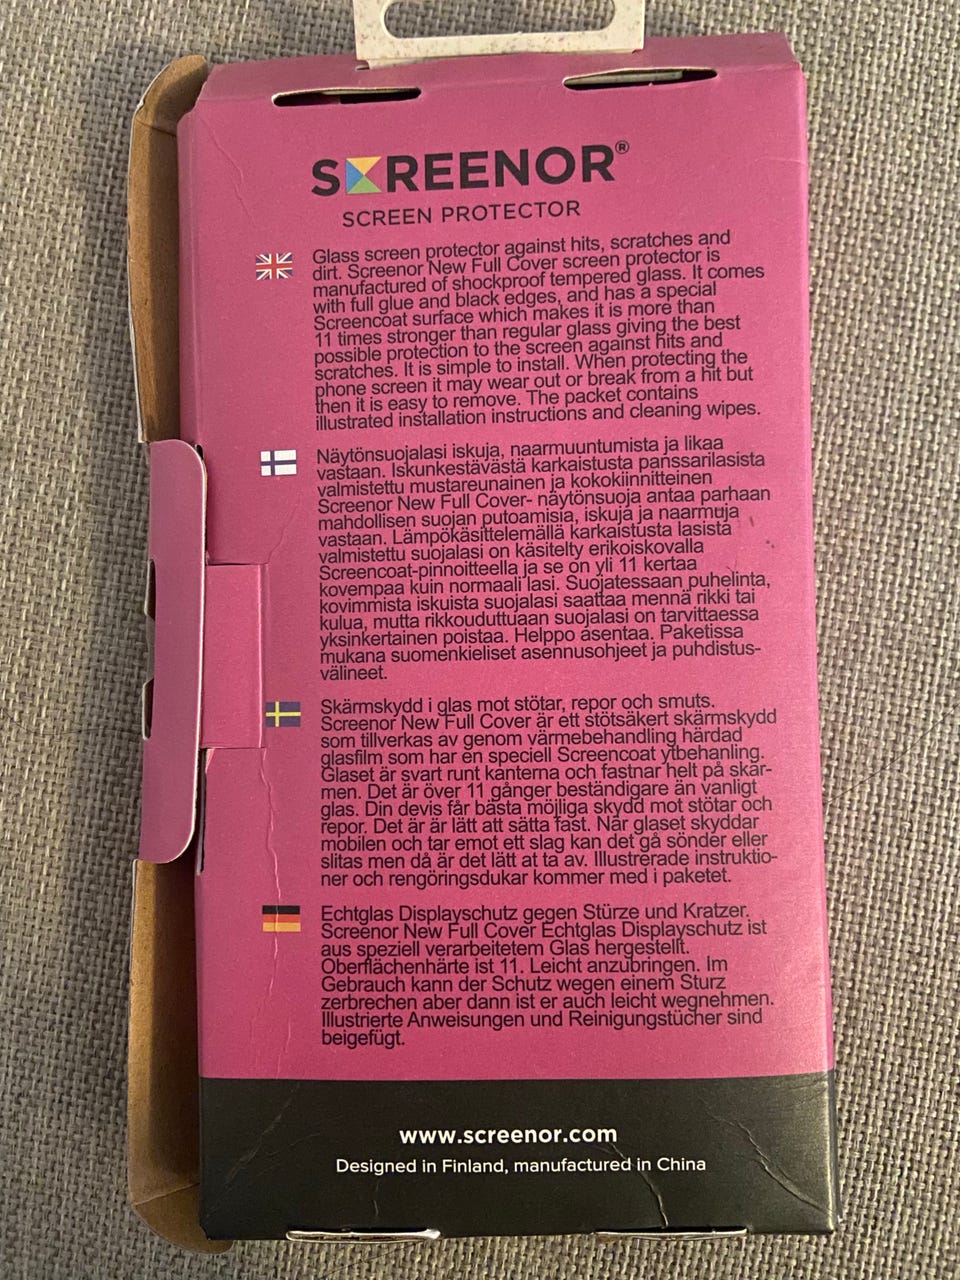 SCREENOR®
SCREEN PROTECTOR
Glass screen protector against hits, scratches and
dirt. Screenor New Full Cover screen protector is
manufactured of shockproof tempered glass. It comes
with full glue and black edges, and has a special
Screencoat surface which makes it is more than
11 times stronger than regular glass giving the best
possible protection to the screen against hits and
scratches. It is simple to install. When protecting the
phone screen it may wear out or break from a hit but
then it is easy to remove. The packet contains
illustrated installation instructions and cleaning wipes.
Näytönsuojalasi iskuja, naarmuuntumista ja likaa
vastaan. Iskunkestävästä karkaistusta panssarilasista
valmistettu mustareunainen ja kokokiinnitteinen
Screenor New Full Cover- näytönsuoja antaa parhaan
mahdollisen suojan putoamisia, iskuja ja naarmuja
vastaan. Lämpökäsittelemällä karkaistusta lasista
valmistettu suojalasi on käsitelty erikoiskovalla
Screencoat-pinnoitteella ja se on yli 11 kertaa
kovempaa kuin normaali lasi. Suojatessaan puhelinta,
kovimmista iskuista suojalasi saattaa mennä rikki tai
kulua, mutta rikkouduttuaan suojalasi on tarvittaessa
yksinkertainen poistaa. Helppo asentaa. Paketissa
mukana suomenkieliset asennusohjeet ja puhdistus-
välineet.
Skärmskydd i glas mot stötar, repor och smuts.
Screenor New Full Cover är ett stötsäkert skärmskydd
som tillverkas av genom värmebehandling härdad
glasfilm som har en speciell Screencoat ytbehanling.
Glaset är svart runt kanterna och fastnar helt på skär-
men. Det är över 11 gånger beständigare än vanligt
glas. Din devis får bästa möjliga skydd mot stötar och
repor. Det är är lätt att sätta fast. När glaset skyddar
mobilen och tar emot ett slag kan det gå sönder eller
slitas men då är det lätt at ta av. Illustrerade instruktio-
ner och rengöringsdukar kommer med i paketet.
Echtglas Displayschutz gegen Stürze und Kratzer.
Screenor New Full Cover Echtglas Displayschutz ist
aus speziell verarbeitetem Glas hergestellt.
Oberflächenhärte ist 11. Leicht anzubringen. Im
Gebrauch kann der Schutz wegen einem Sturz
zerbrechen aber dann ist er auch leicht wegnehmen.
Illustrierte Anweisungen und Reinigungstücher sind
beigefügt.
www.screenor.com
Designed in Finland, manufactured in China